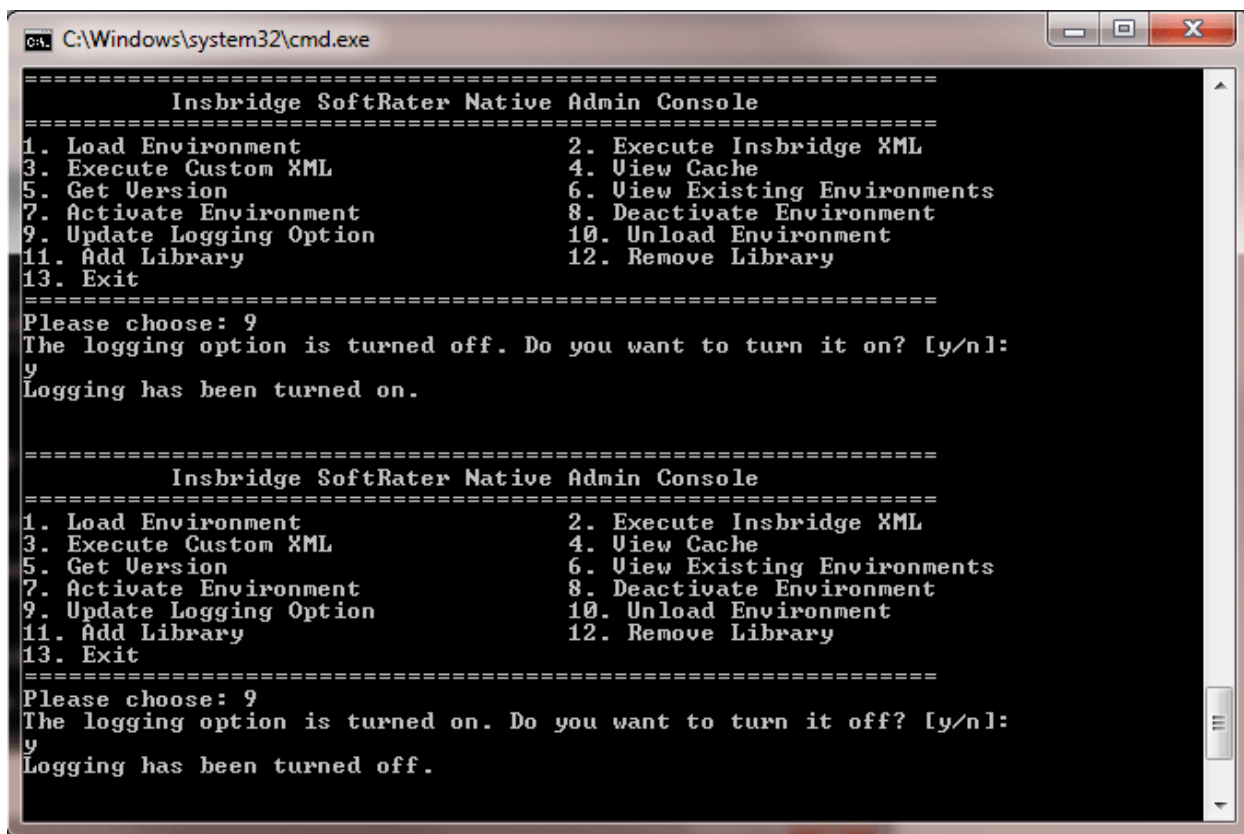 C:\Windows\system32\cmd.exe
==============================================================
Insbridge SoftRater Native Admin Console
==============================================================
1. Load Environment 2. Execute Insbridge XML
3. Execute Custom XML 4. View Cache
5. Get Version 6. View Existing Environments
7. Activate Environment 8. Deactivate Environment
9. Update Logging Option 10. Unload Environment
11. Add Library 12. Remove Library
13. Exit
==============================================================
Please choose: 9
The logging option is turned off. Do you want to turn it on? [y/n]:
y
Logging has been turned on.
==============================================================
Insbridge SoftRater Native Admin Console
==============================================================
1. Load Environment 2. Execute Insbridge XML
3. Execute Custom XML 4. View Cache
5. Get Version 6. View Existing Environments
7. Activate Environment 8. Deactivate Environment
9. Update Logging Option 10. Unload Environment
11. Add Library 12. Remove Library
13. Exit
==============================================================
Please choose: 9
The logging option is turned on. Do you want to turn it off? [y/n]:
y
Logging has been turned off.